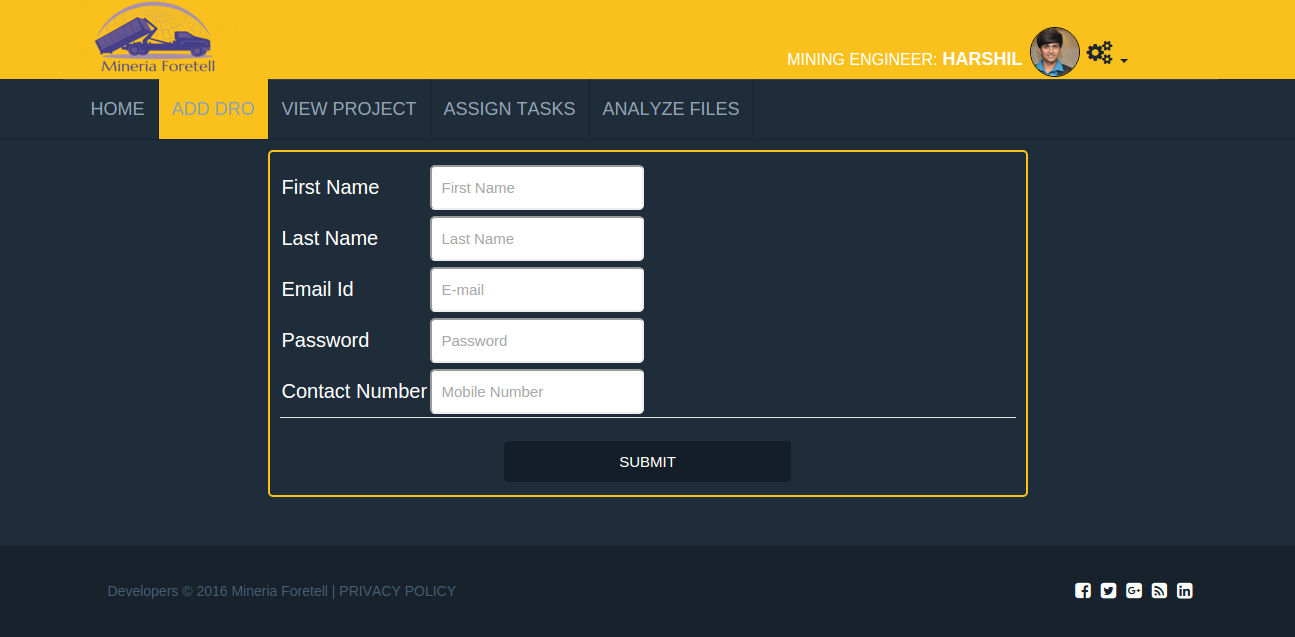 Mineria Foretell
MINING ENGINEER: HARSHIL
HOME ADD DRO VIEW PROJECT ASSIGN TASKS ANALYZE FILES
First Name First Name
Last Name Last Name
Email Id E-mail
Password Password
Contact Number Mobile Number
SUBMIT
Developers © 2016 Mineria Foretell | PRIVACY POLICY